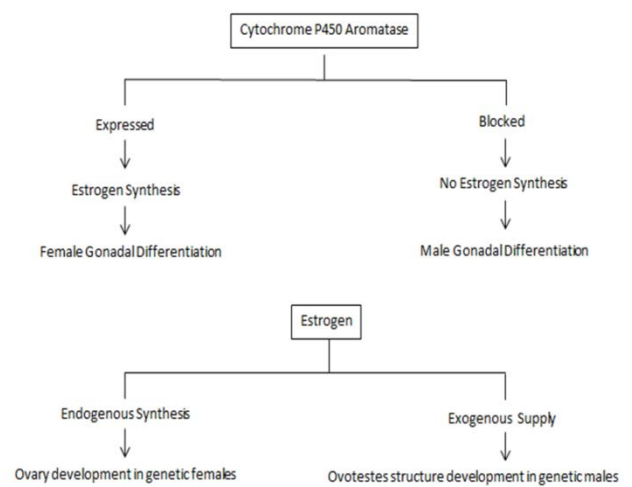 Cytochrome P450 Aromatase
Expressed
Blocked
Estrogen Synthesis
No Estrogen Synthesis
Female Gonadal Differentiation
Male Gonadal Differentiation
Estrogen
Endogenous Synthesis
Exogenous Supply
Ovary development in genetic females
Ovotestes structure development in genetic males